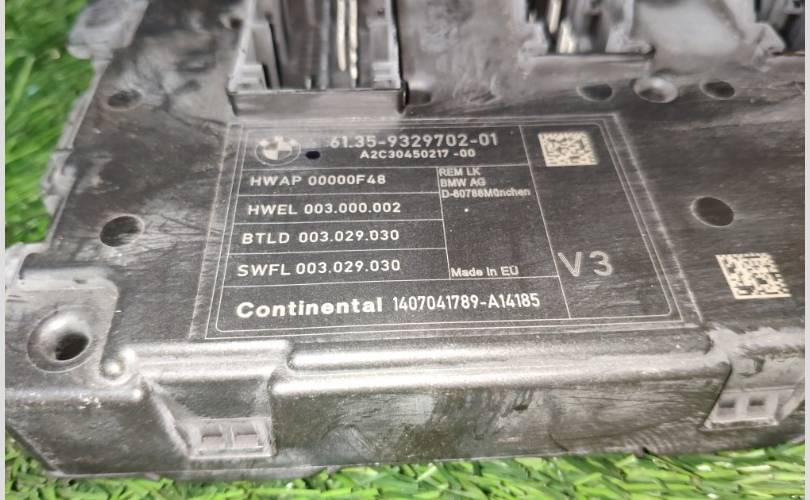 61.35-9329702-01
A2C30450217-00
HWAP 00000F48
REM LK
BMW AG
D-80788München
HWEL 003.000.002
BTLD 003.029.030
SWFL 003.029.030
Made in EU
V3
Continental 1407041789-A14185